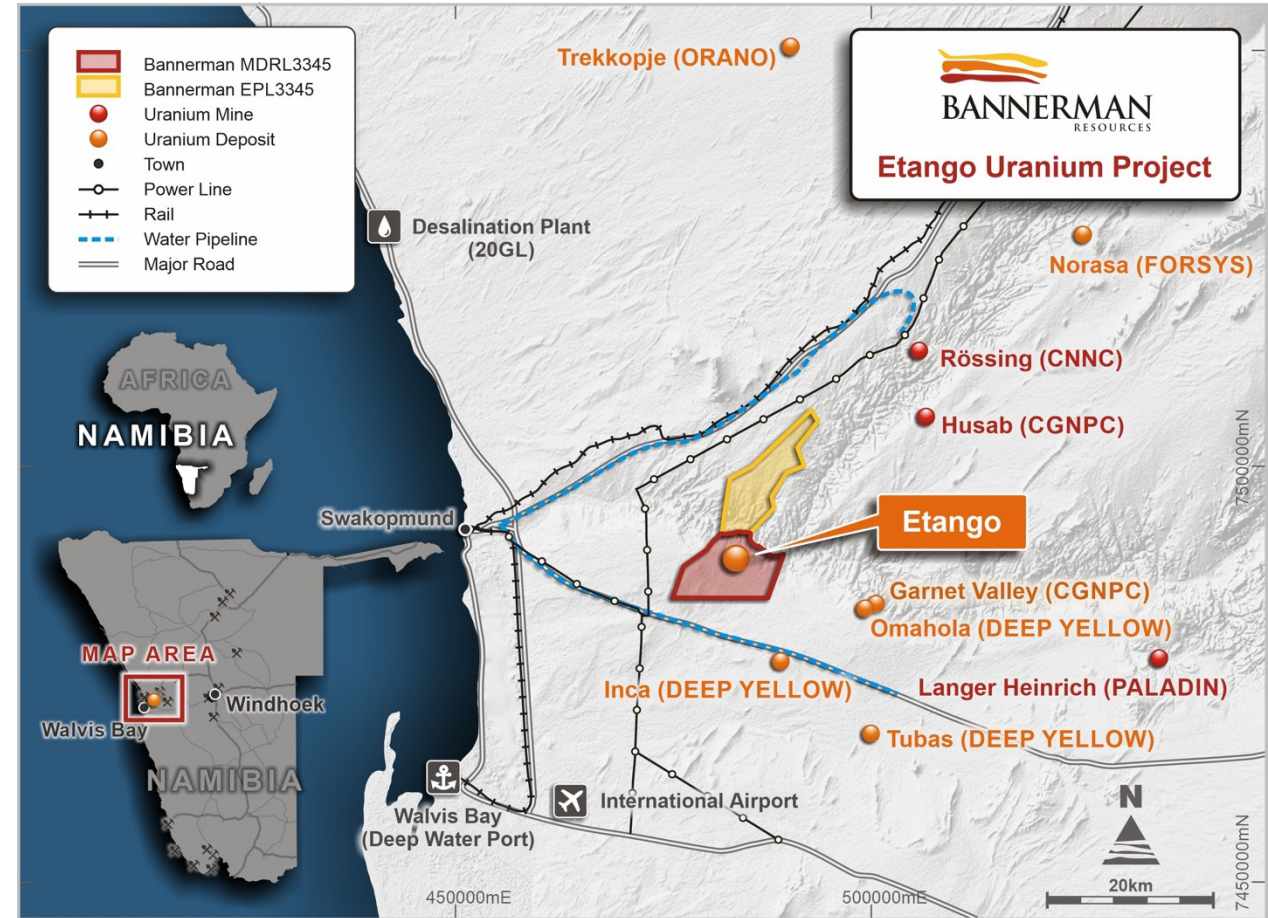 Bannerman MDRL3345
Bannerman EPL3345
Uranium Mine
Uranium Deposit
Town
Power Line
Rail
Water Pipeline
Major Road
Trekkopje (ORANO)
BANNERMAN
RESOURCES
Etango Uranium Project
Desalination Plant
(20GL)
Norasa (FORSYS)
Rössing (CNNC)
Husab (CGNPC)
AFRICA
NAMIBIA
7500000mN
Swakopmund
Etango
Garnet Valley (CGNPC)
Omahola (DEEP YELLOW)
MAP AREA
Windhoek
Walvis Bay
NAMIBIA
Inca (DEEP YELLOW)
Langer Heinrich (PALADIN)
Tubas (DEEP YELLOW)
International Airport
Walvis Bay
(Deep Water Port)
N
20km
450000mE
500000mE
7450000mN